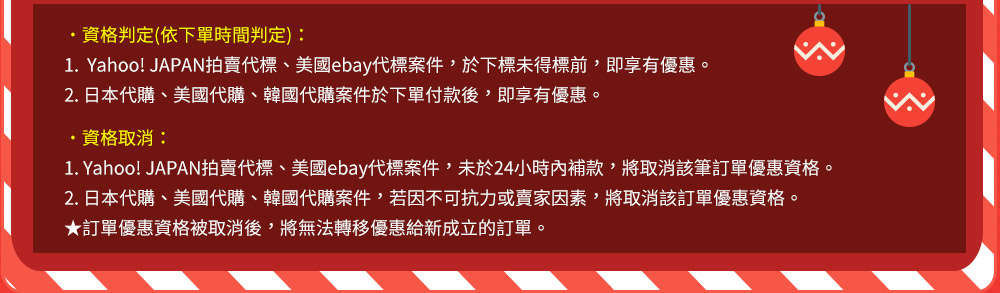 ・資格判定(依下單時間判定)：
1. Yahoo! JAPAN拍賣代標、美國ebay代標案件，於下標未得標前，即享有優惠。
2. 日本代購、美國代購、韓國代購案件於下單付款後，即享有優惠。
・資格取消：
1. Yahoo! JAPAN拍賣代標、美國ebay代標案件，未於24小時內補款，將取消該筆訂單優惠資格。
2. 日本代購、美國代購、韓國代購案件，若因不可抗力或賣家因素，將取消該訂單優惠資格。
★訂單優惠資格被取消後，將無法轉移優惠給新成立的訂單。